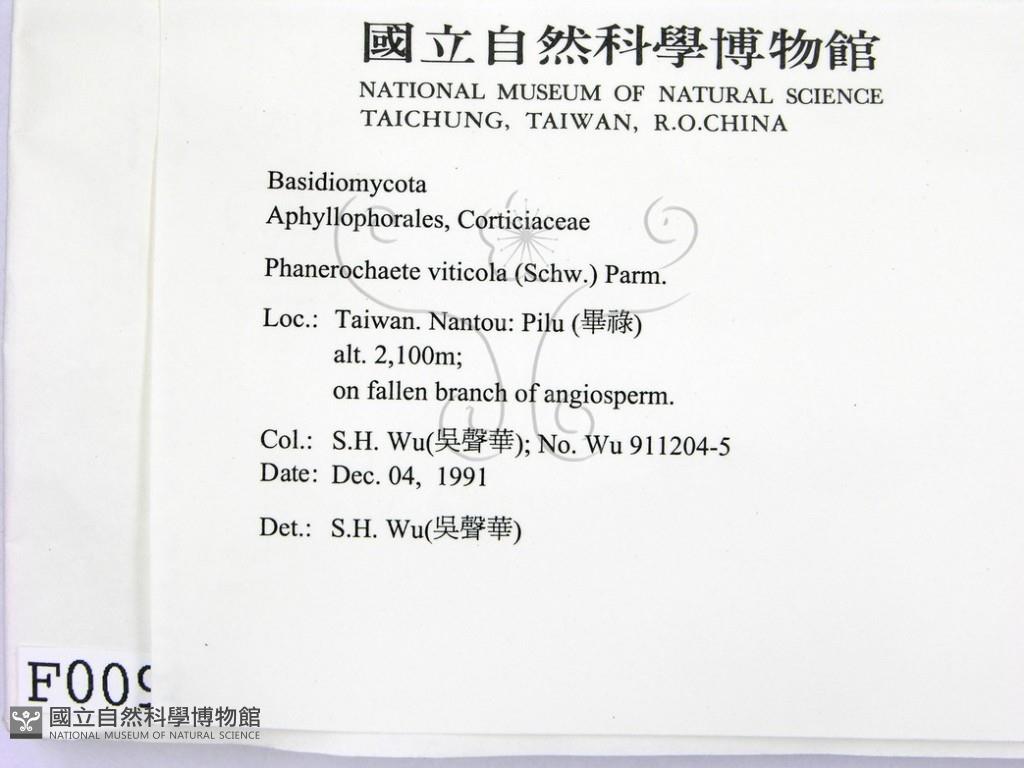 國立自然科學博物館
NATIONAL MUSEUM OF NATURAL SCIENCE
TAICHUNG, TAIWAN, R.O.CHINA
Basidiomycota
Aphyllophorales, Corticiaceae
Phanerochaete viticola (Schw.) Parm.
Loc.: Taiwan. Nantou: Pilu (畢祿)
alt. 2,100m;
on fallen branch of angiosperm.
Col.: S.H. Wu(吳聲華); No. Wu 911204-5
Date: Dec. 04, 1991
Det.: S.H. Wu(吳聲華)
F00
國立自然科學博物館
NATIONAL MUSEUM OF NATURAL SCIENCE